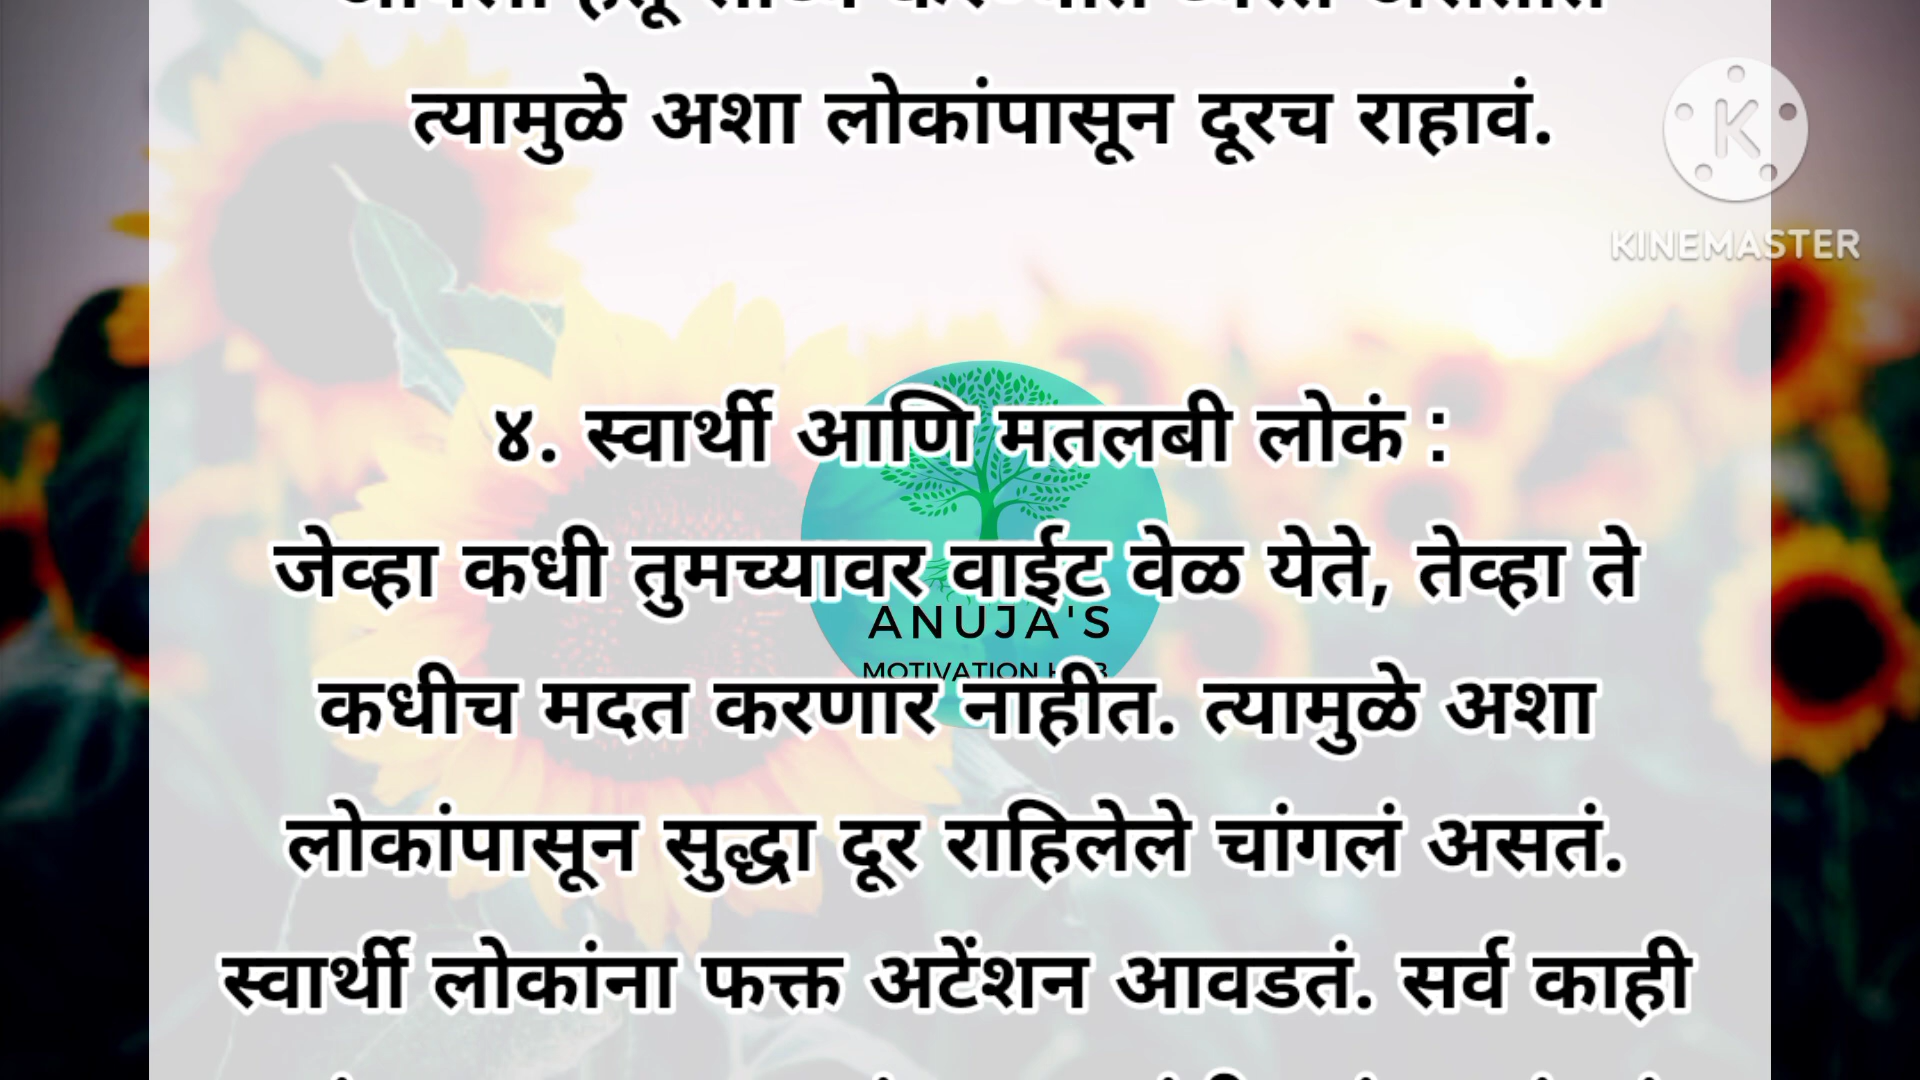 त्यामुळे अशा लोकांपासून दूरच राहावं.
KINEMASTER
४. स्वार्थी आणि मतलबी लोकं :
जेव्हा कधी तुमच्यावर वाईट वेळ येते, तेव्हा ते
ANUJA'S
MOTIVATION
कधीच मदत करणार नाहीत. त्यामुळे अशा
लोकांपासून सुद्धा दूर राहिलेले चांगलं असतं.
स्वार्थी लोकांना फक्त अटेंशन आवडतं. सर्व काही